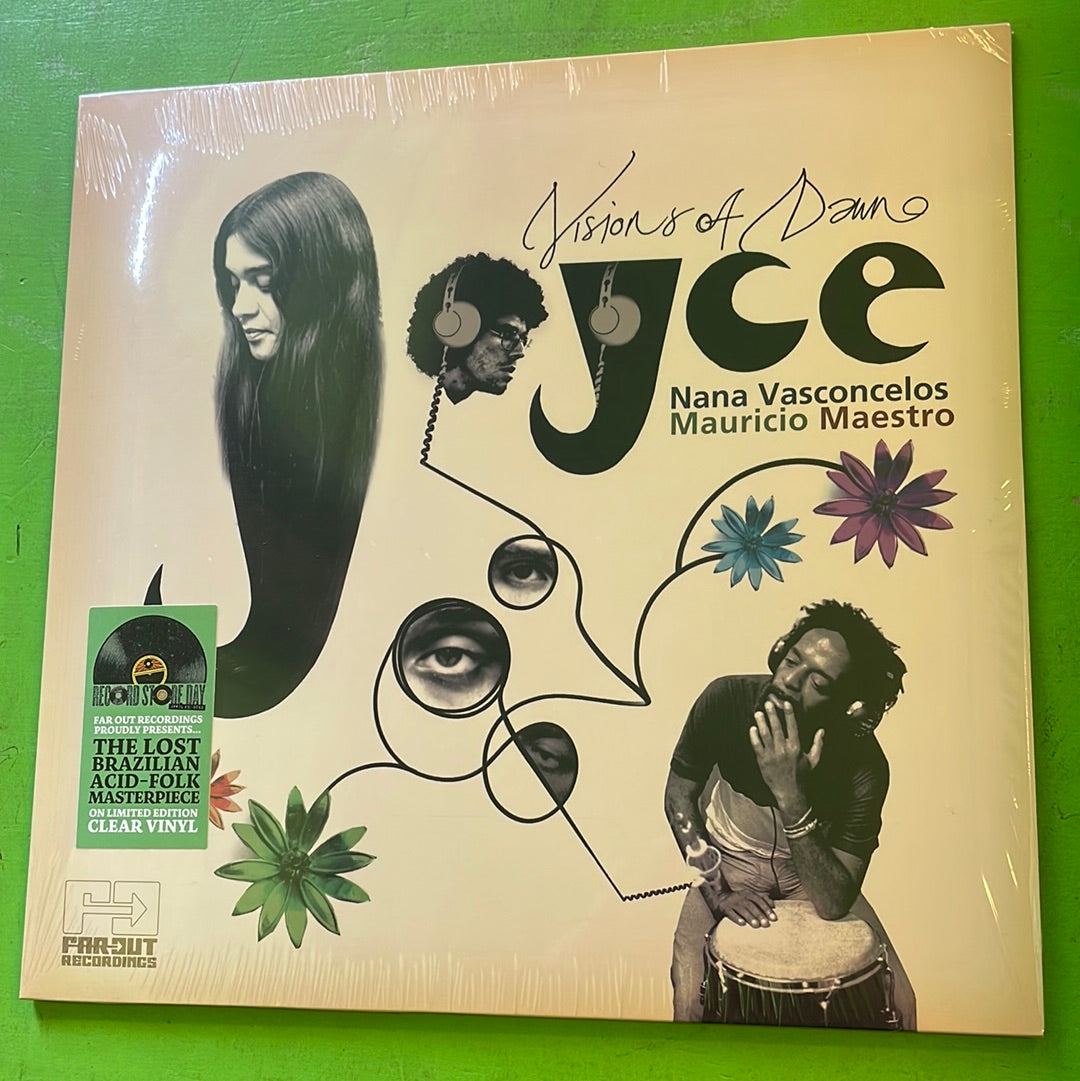 Visions of Dawn
Joyce
Nana Vasconcelos
Mauricio Maestro
RECORD STORE DAY
FAR OUT RECORDINGS
PROUDLY PRESENTS...
THE LOST
BRAZILIAN
ACID-FOLK
MASTERPIECE
ON LIMITED EDITION
CLEAR VINYL
FAR OUT
RECORDINGS